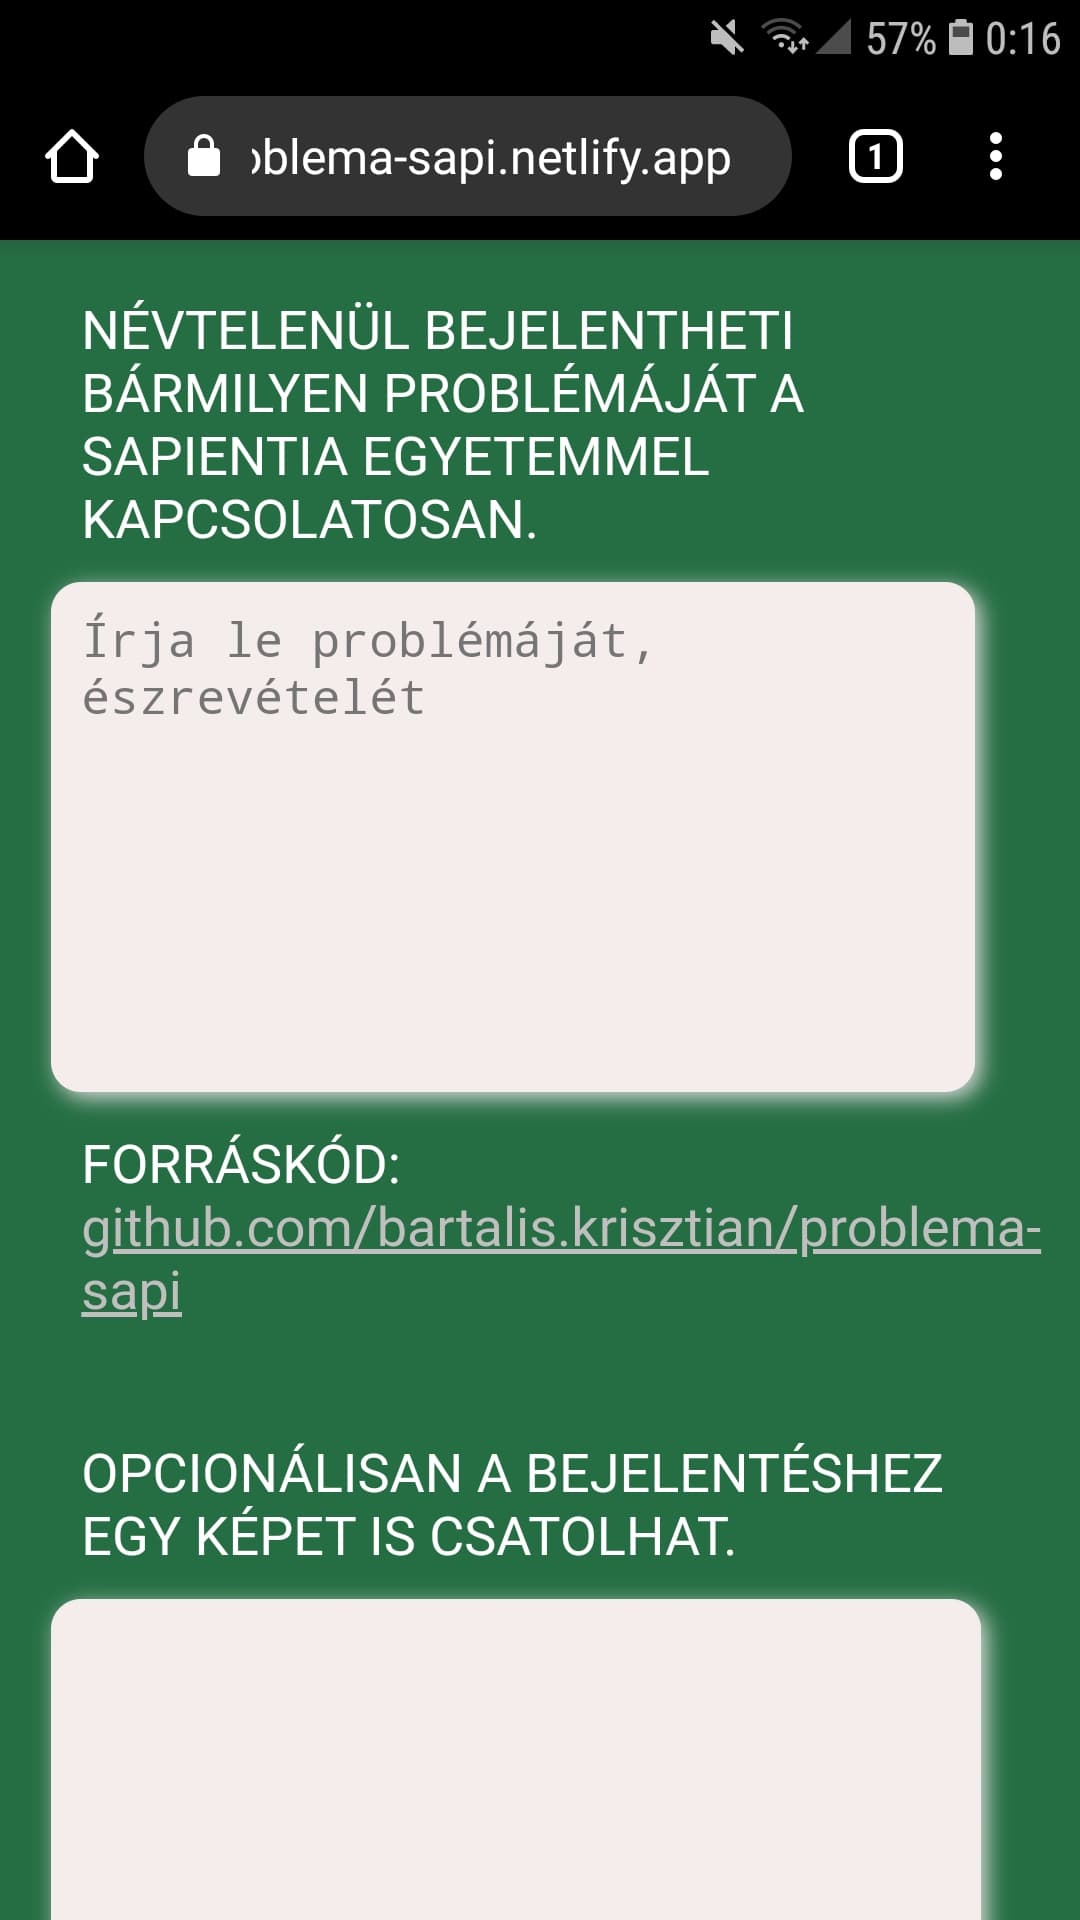 57% 0:16
oblema-sapi.netlify.app 1
NÉVTELENÜL BEJELENTHETI
BÁRMILYEN PROBLÉMÁJÁT A
SAPIENTIA EGYETEMMEL
KAPCSOLATOSAN.
Írja le problémáját,
észrevételét
FORRÁSKÓD:
github.com/bartalis.krisztian/problema-
sapi
OPCIONÁLISAN A BEJELENTÉSHEZ
EGY KÉPET IS CSATOLHAT.